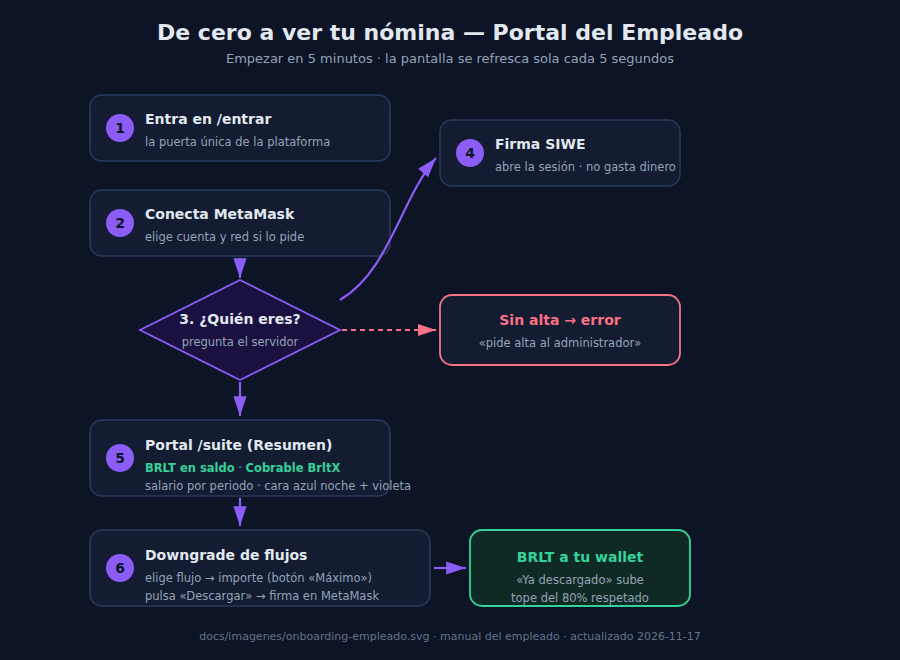 De cero a ver tu nómina — Portal del Empleado
Empezar en 5 minutos · la pantalla se refresca sola cada 5 segundos
1
Entra en /entrar
la puerta única de la plataforma
2
Conecta MetaMask
elige cuenta y red si lo pide
3. ¿Quién eres?
pregunta el servidor
4
Firma SIWE
abre la sesión · no gasta dinero
Sin alta → error
«pide alta al administrador»
5
Portal /suite (Resumen)
BRLT en saldo · Cobrable BrltX
salario por periodo · cara azul noche + violeta
6
Downgrade de flujos
elige flujo → importe (botón «Máximo»)
pulsa «Descargar» → firma en MetaMask
BRLT a tu wallet
«Ya descargado» sube
tope del 80% respetado
docs/imagenes/onboarding-empleado.svg · manual del empleado · actualizado 2026-11-17